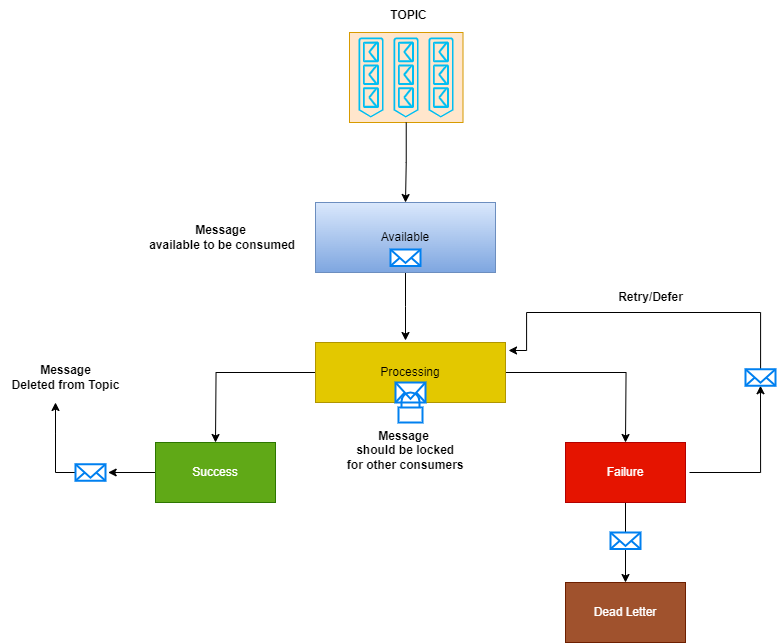 TOPIC
Message
available to be consumed
Available
Retry/Defer
Message
Deleted from Topic
Processing
Message
should be locked
for other consumers
Success
Failure
Dead Letter